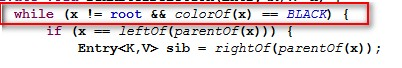 while (x != root && colorOf(x) == BLACK) {
if (x == leftOf(parentOf(x))) {
Entry<K,V> sib = rightOf(parentOf(x));